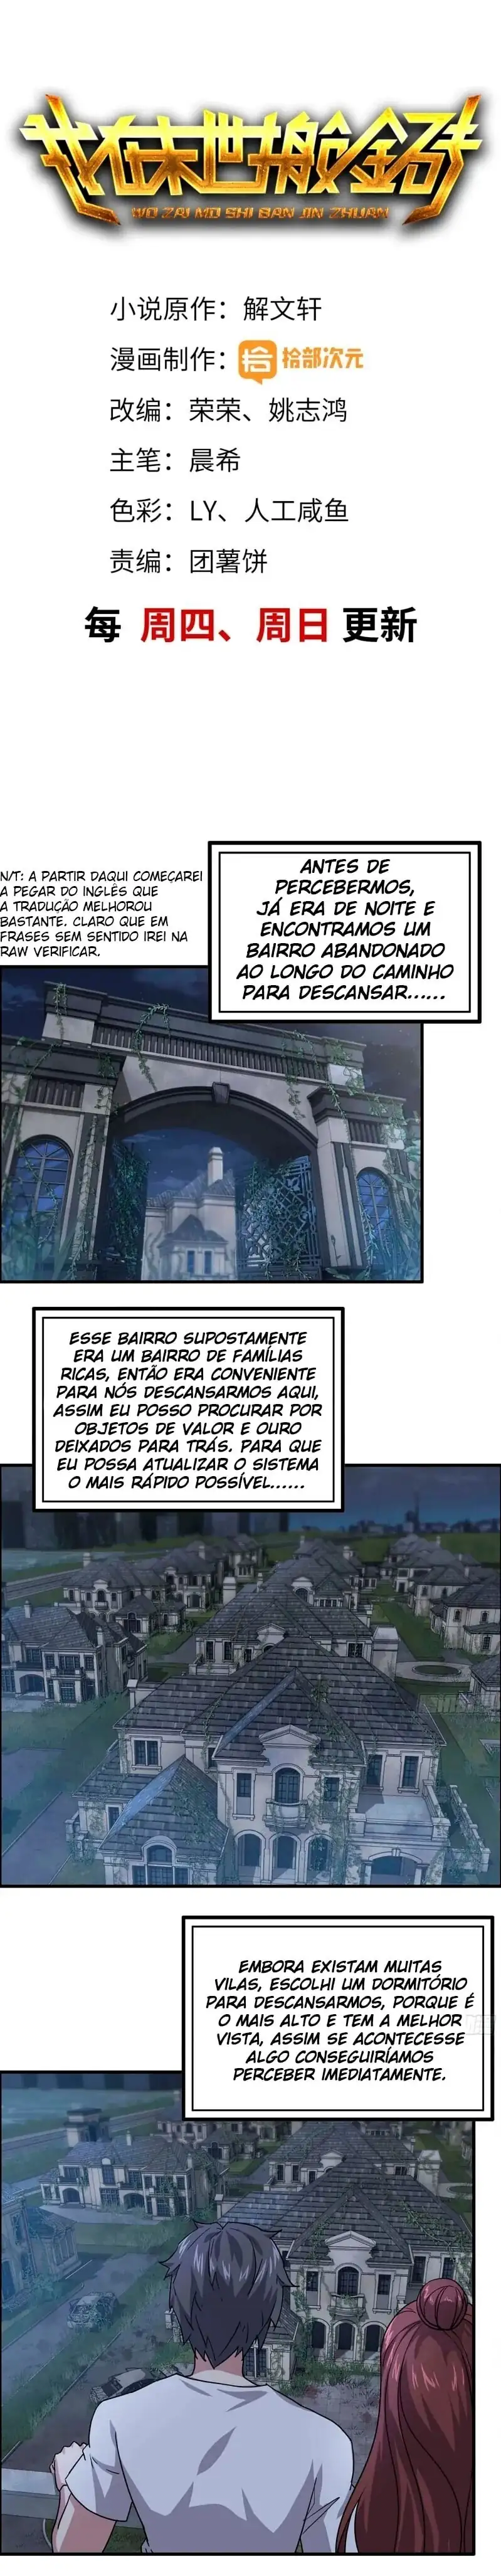 我在末世搬金砖
WO ZAI MO SHI BAN JIN ZHUAN
小说原作：解文轩
漫画制作：拾 拾部次元
改编：荣荣、姚志鸿
主笔：晨希
色彩：LY、人工咸鱼
责编：团薯饼
每 周四、周日 更新
N/T: A PARTIR DAQUI COMEÇAREI
A PEGAR DO INGLÊS QUE
A TRADUÇÃO MELHOROU
BASTANTE. CLARO QUE EM
FRASES SEM SENTIDO IREI NA
RAW VERIFICAR.
ANTES DE
PERCEBERMOS,
JÁ ERA DE NOITE E
ENCONTRAMOS UM
BAIRRO ABANDONADO
AO LONGO DO CAMINHO
PARA DESCANSAR......
ESSE BAIRRO SUPOSTAMENTE
ERA UM BAIRRO DE FAMÍLIAS
RICAS, ENTÃO ERA CONVENIENTE
PARA NÓS DESCANSARMOS AQUI,
ASSIM EU POSSO PROCURAR POR
OBJETOS DE VALOR E OURO
DEIXADOS PARA TRÁS. PARA QUE
EU POSSA ATUALIZAR O SISTEMA
O MAIS RÁPIDO POSSÍVEL......
EMBORA EXISTAM MUITAS
VILAS, ESCOLHI UM DORMITÓRIO
PARA DESCANSARMOS, PORQUE É
O MAIS ALTO E TEM A MELHOR
VISTA, ASSIM SE ACONTECESSE
ALGO CONSEGUIRÍAMOS
PERCEBER IMEDIATAMENTE.